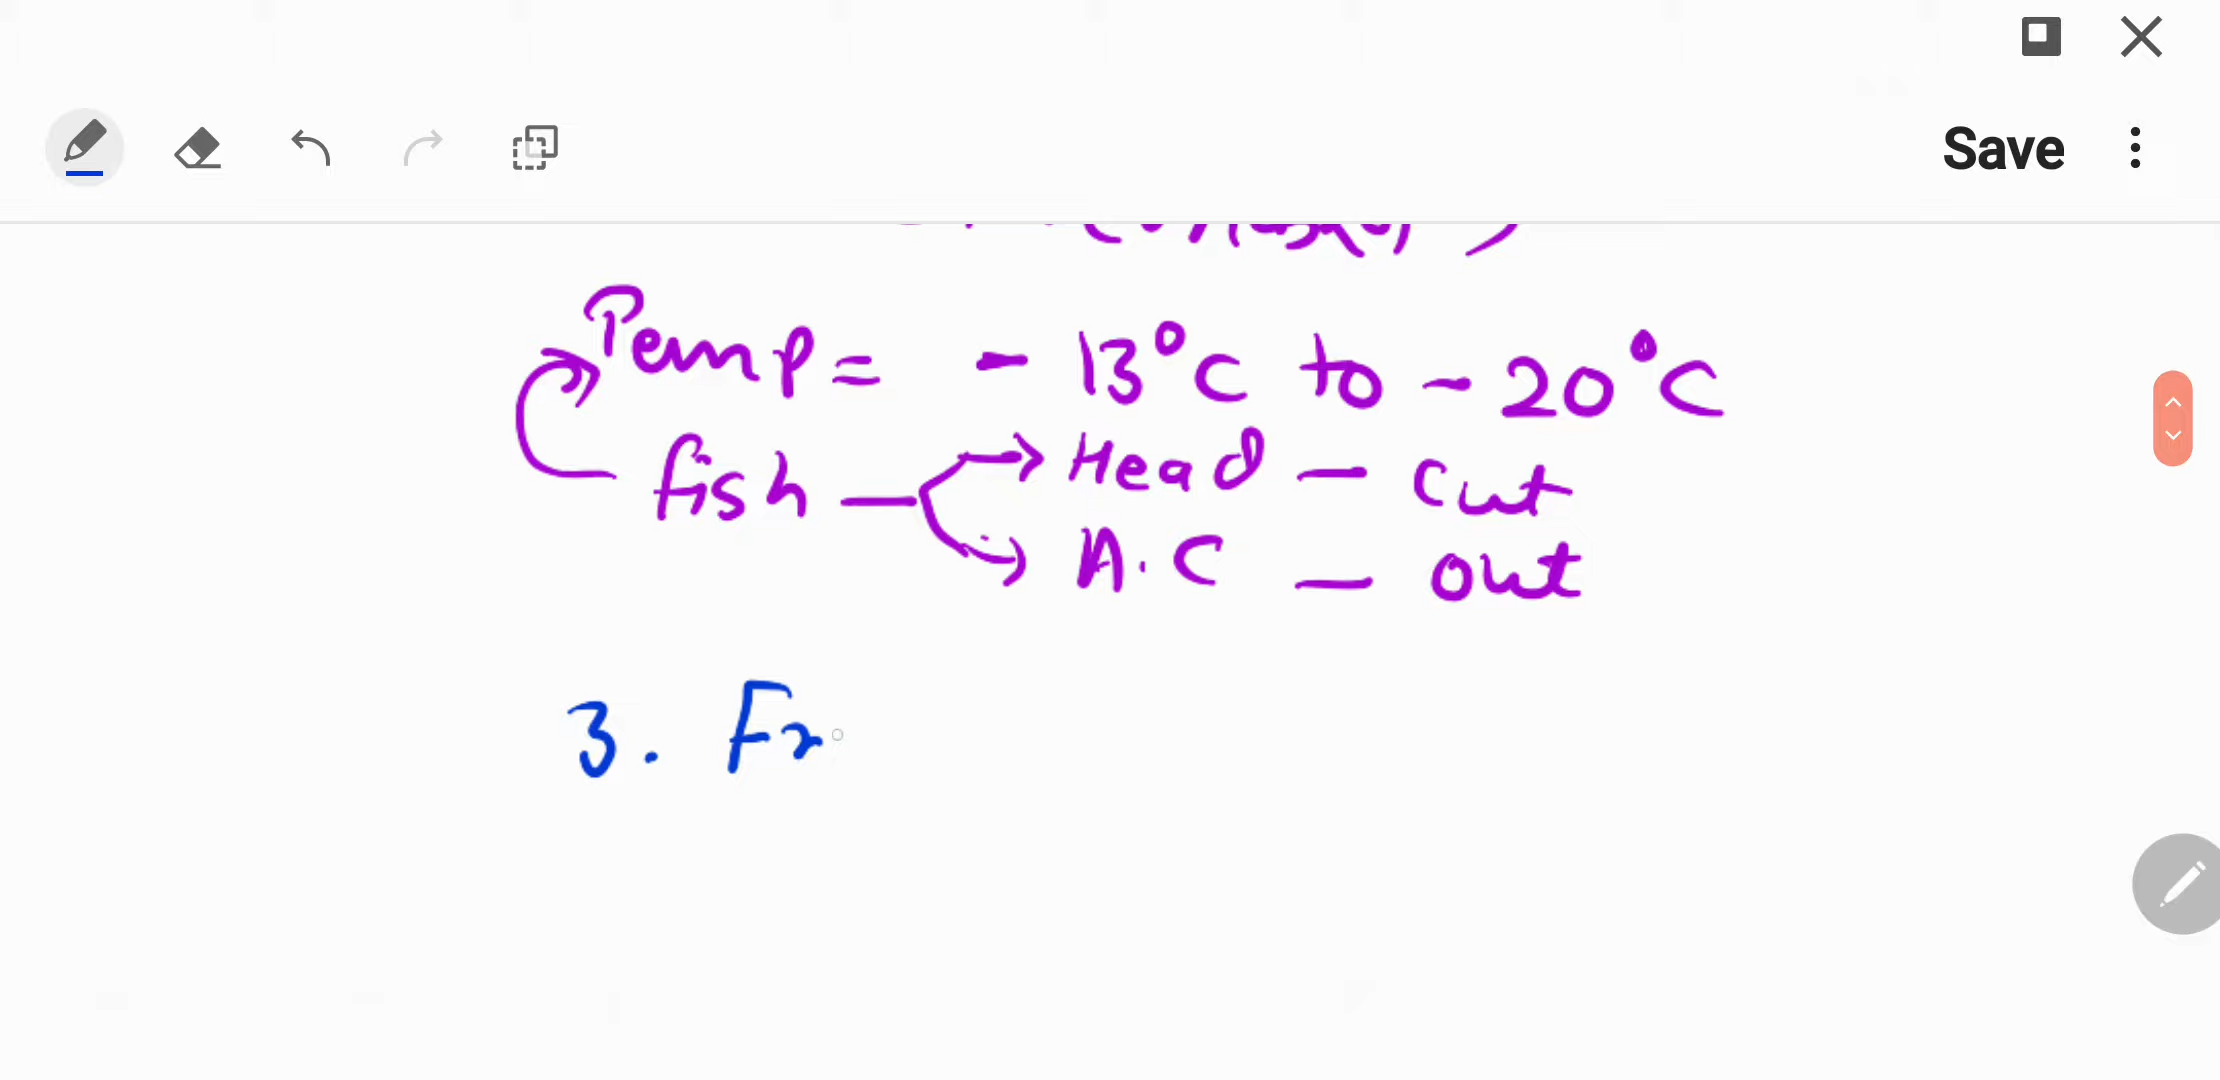 Save
Temp = - 13°C to - 20°C
fish — → Head — cut
→ A.C — out
3. Fr